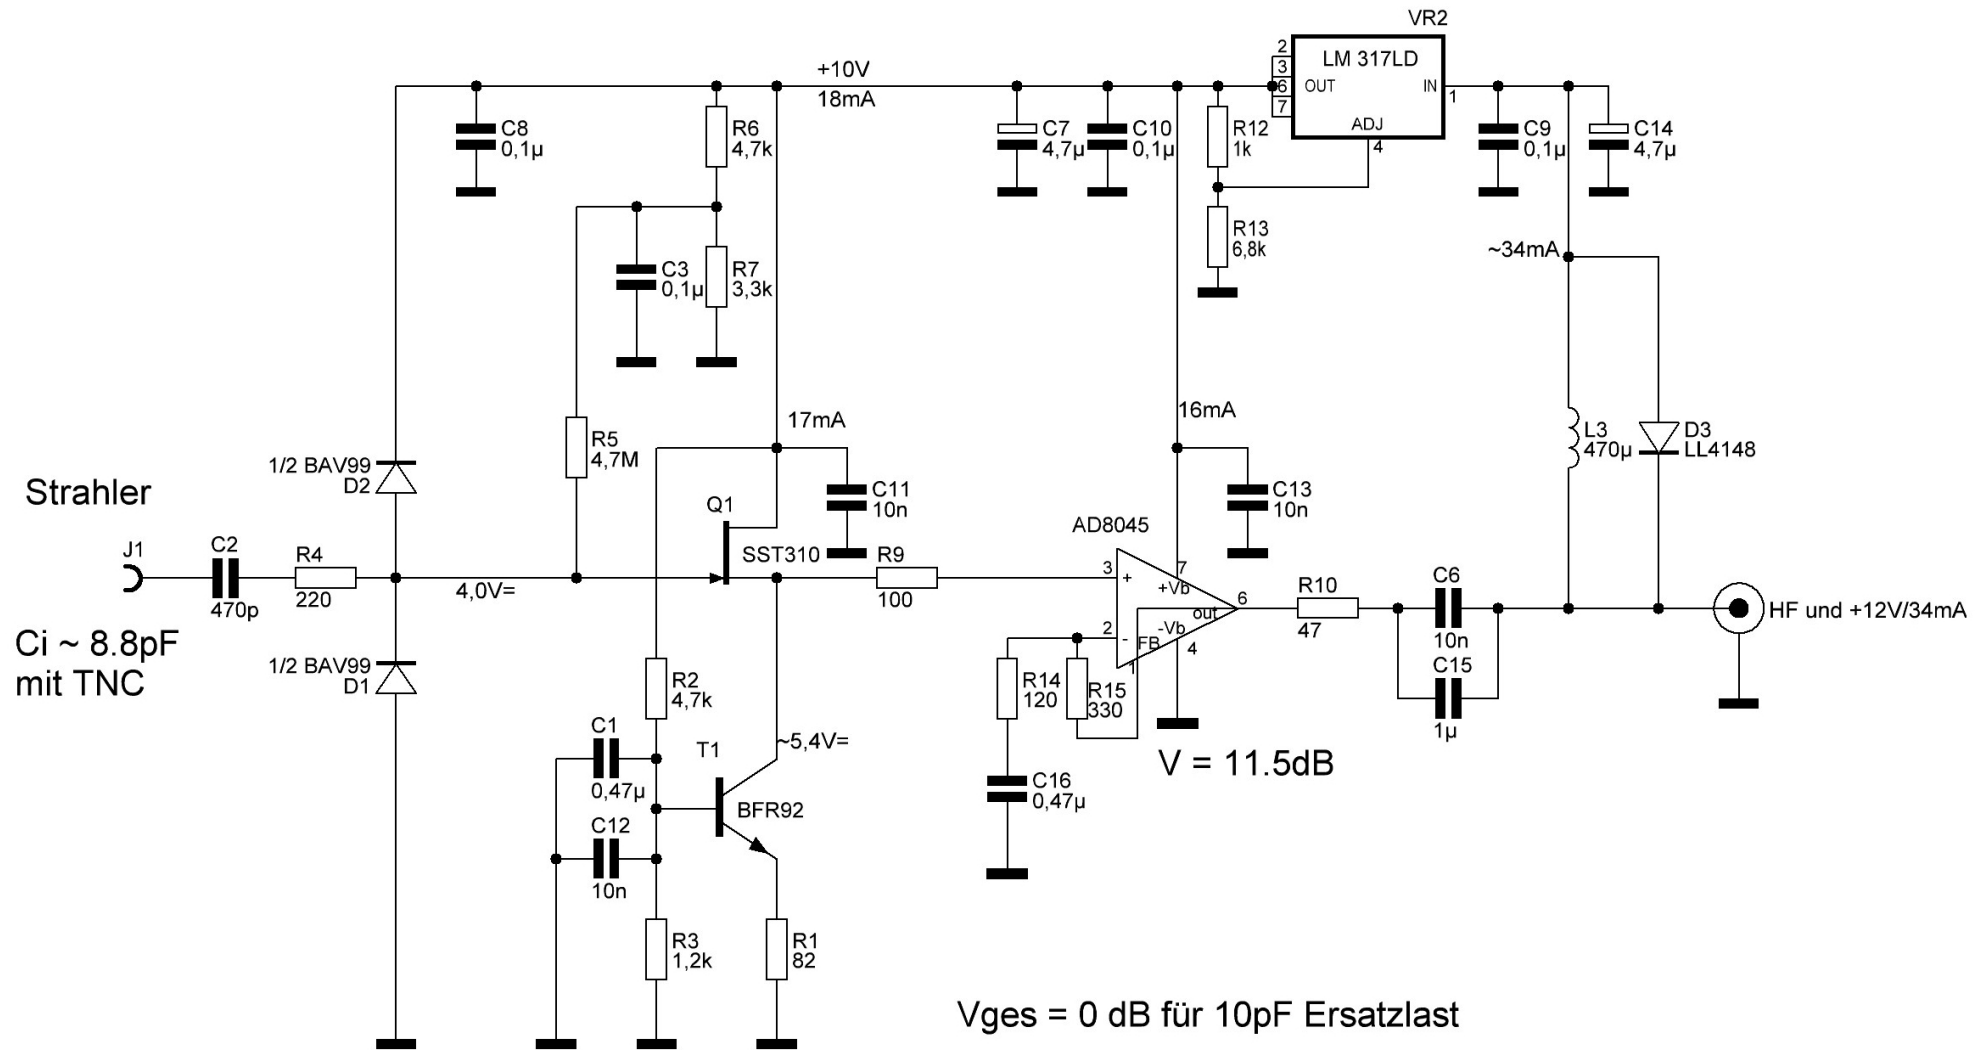 VR2
LM 317LD
2
3
6
7
OUT
IN
1
ADJ
4
+10V
18mA
C8
0,1µ
R6
4,7k
C7
4,7µ
C10
0,1µ
R12
1k
C9
0,1µ
C14
4,7µ
C3
0,1µ
R7
3,3k
R13
6,8k
~34mA
R5
4,7M
17mA
16mA
L3
470µ
D3
LL4148
1/2 BAV99
D2
Strahler
Q1
SST310
C11
10n
C13
10n
AD8045
J1
C2
470p
R4
220
4,0V=
R9
100
3
+
7
+Vb
out
6
2
-
-Vb
FB
4
1
R10
47
C6
10n
C15
1µ
HF und +12V/34mA
Ci ~ 8.8pF
mit TNC
1/2 BAV99
D1
R2
4,7k
R14
120
R15
330
C1
0,47µ
T1
~5,4V=
BFR92
V = 11.5dB
C16
0,47µ
C12
10n
R3
1,2k
R1
82
Vges = 0 dB für 10pF Ersatzlast